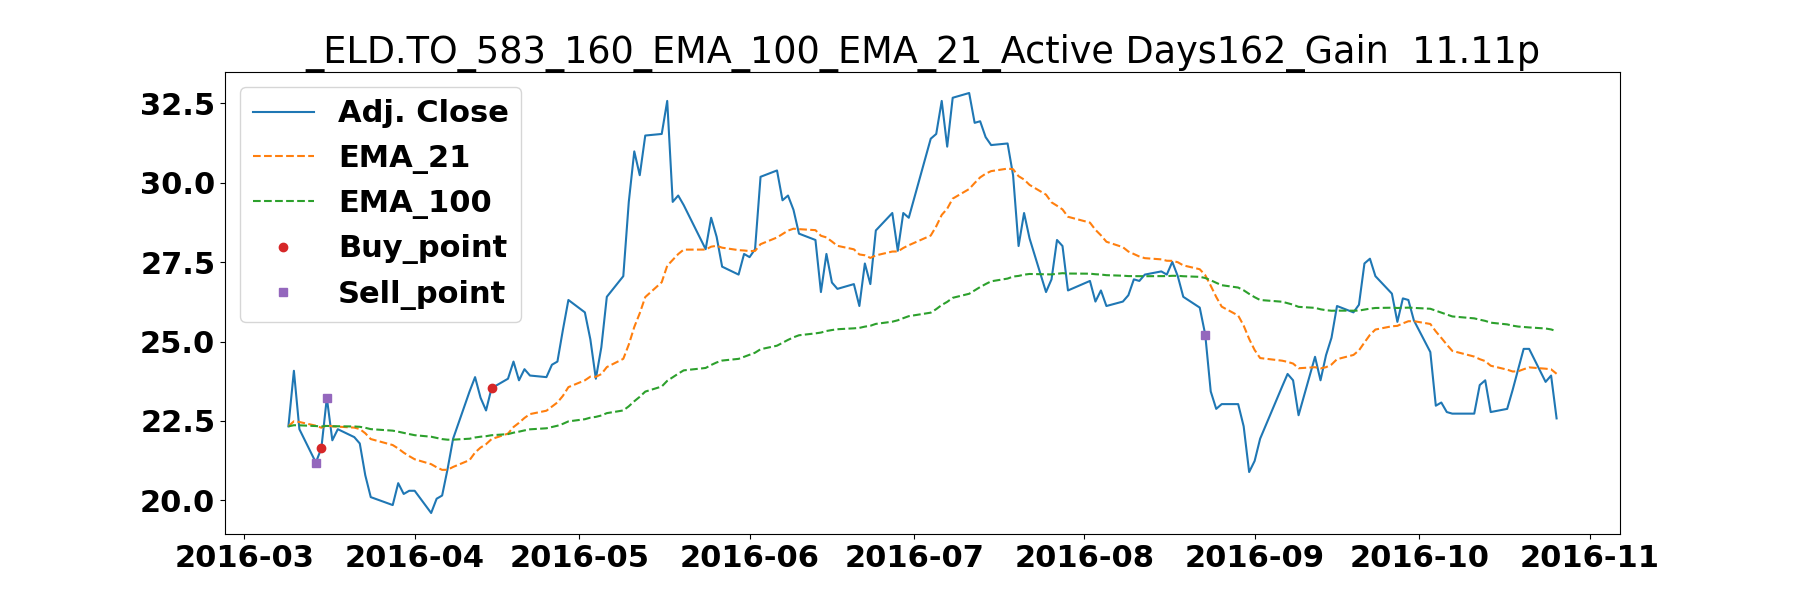 _ELD.TO_583_160_EMA_100_EMA_21_Active Days162_Gain  11.11p
32.5
30.0
27.5
25.0
22.5
20.0
Adj. Close
EMA_21
EMA_100
Buy_point
Sell_point
2016-03 2016-04 2016-05 2016-06 2016-07 2016-08 2016-09 2016-10 2016-11